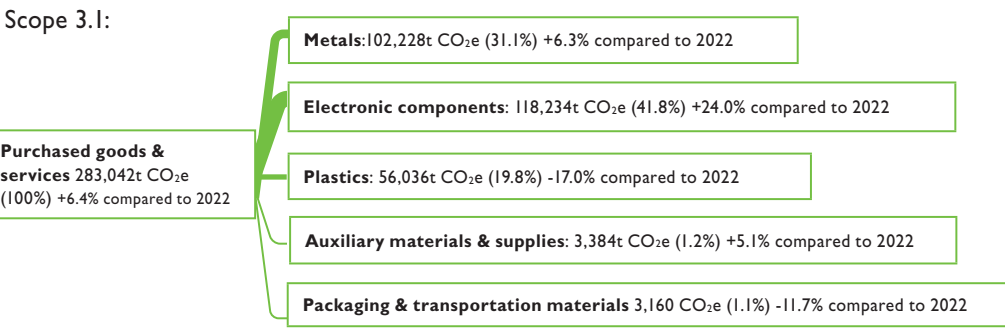 Scope 3.1:
Metals:102,228t CO₂e (31.1%) +6.3% compared to 2022
Electronic components: 118,234t CO₂e (41.8%) +24.0% compared to 2022
Purchased goods &
services 283,042t CO₂e
(100%) +6.4% compared to 2022
Plastics: 56,036t CO₂e (19.8%) -17.0% compared to 2022
Auxiliary materials & supplies: 3,384t CO₂e (1.2%) +5.1% compared to 2022
Packaging & transportation materials 3,160 CO₂e (1.1%) -11.7% compared to 2022